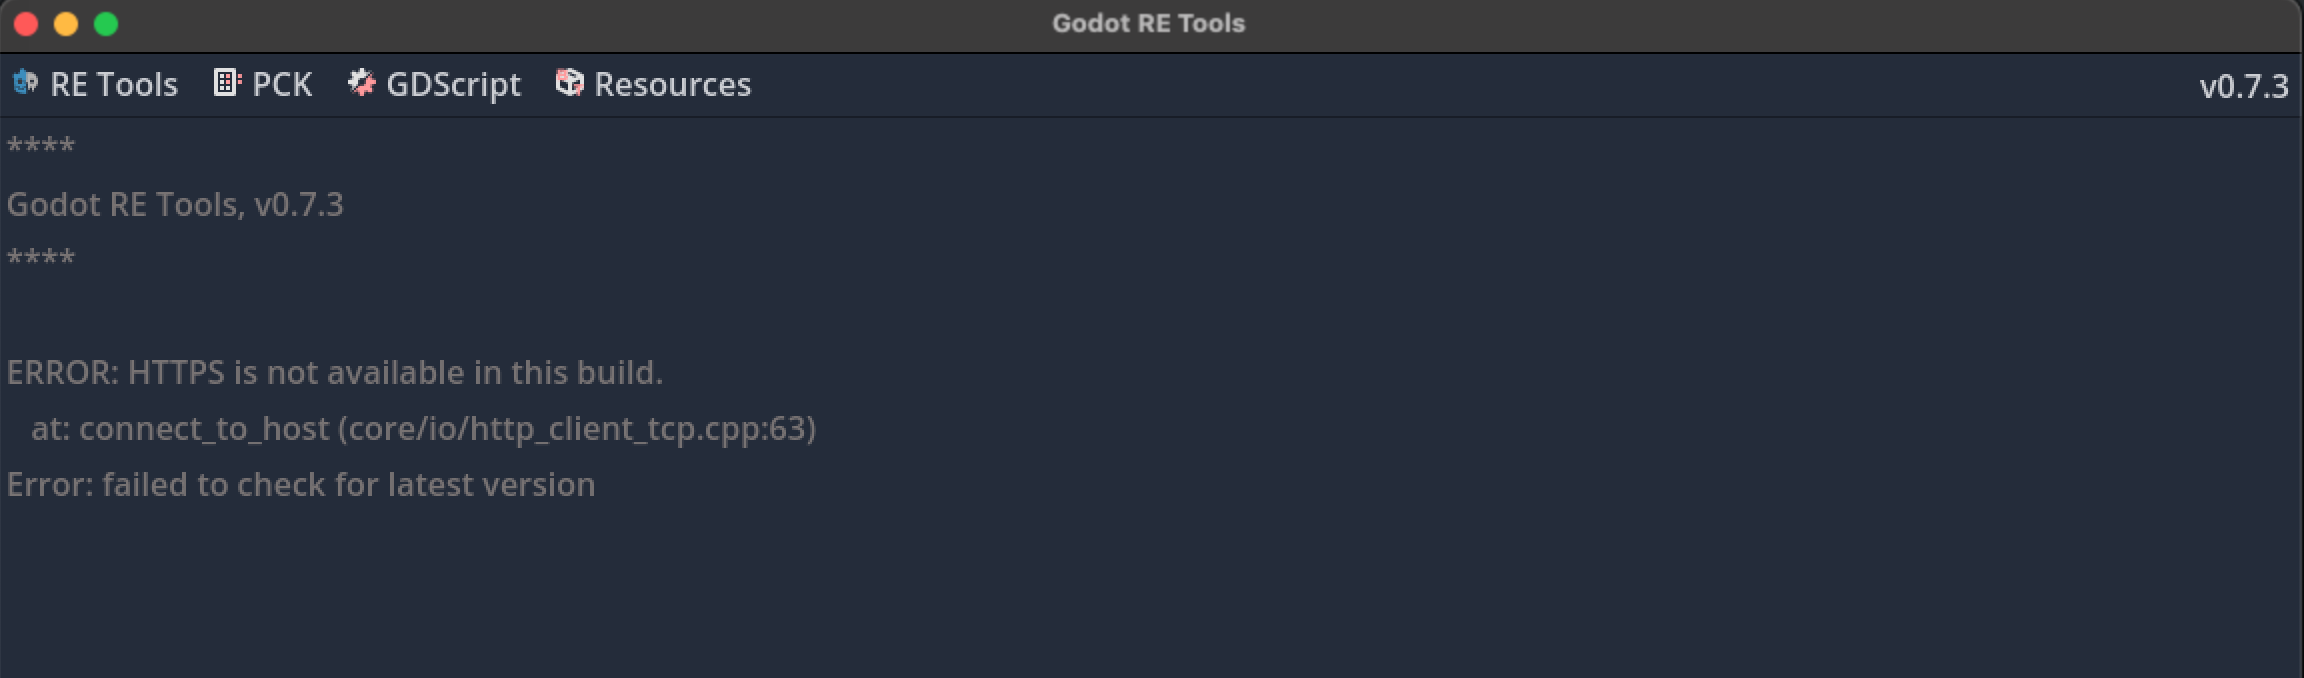 Godot RE Tools
RE Tools PCK GDScript Resources v0.7.3
****
Godot RE Tools, v0.7.3
****
ERROR: HTTPS is not available in this build.
at: connect_to_host (core/io/http_client_tcp.cpp:63)
Error: failed to check for latest version